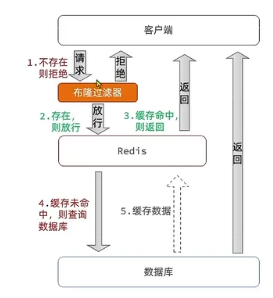 客户端
1.不存在
则拒绝
请求
拒绝
布隆过滤器
返回
返回
2.存在，
则放行
放行
3.缓存命中，
则返回
Redis
4.缓存未命
中，则查询
数据库
5.缓存数据
数据库